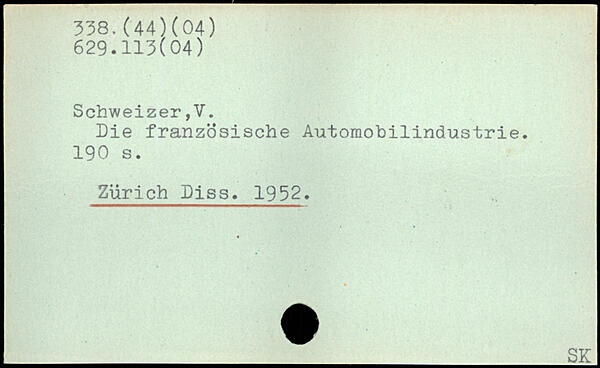 338.(44)(04)
629.113(04)
Schweizer,V.
Die französische Automobilindustrie.
190 s.
Zürich Diss. 1952.
SK